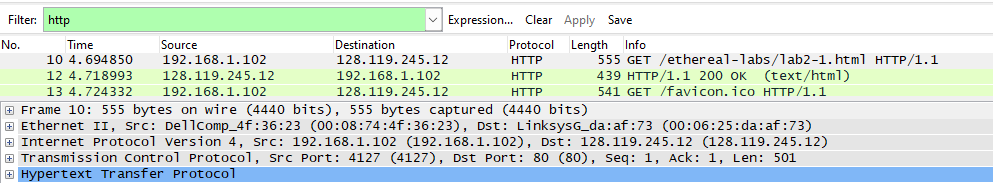 Filter: http Expression... Clear Apply Save
No. Time Source Destination Protocol Length Info
10 4.694850 192.168.1.102 128.119.245.12 HTTP 555 GET /ethereal-labs/lab2-1.html HTTP/1.1
12 4.718993 128.119.245.12 192.168.1.102 HTTP 439 HTTP/1.1 200 OK (text/html)
13 4.724332 192.168.1.102 128.119.245.12 HTTP 541 GET /favicon.ico HTTP/1.1
Frame 10: 555 bytes on wire (4440 bits), 555 bytes captured (4440 bits)
Ethernet II, Src: DellComp_4f:36:23 (00:08:74:4f:36:23), Dst: LinksysG_da:af:73 (00:06:25:da:af:73)
Internet Protocol Version 4, Src: 192.168.1.102 (192.168.1.102), Dst: 128.119.245.12 (128.119.245.12)
Transmission Control Protocol, Src Port: 4127 (4127), Dst Port: 80 (80), Seq: 1, Ack: 1, Len: 501
Hypertext Transfer Protocol